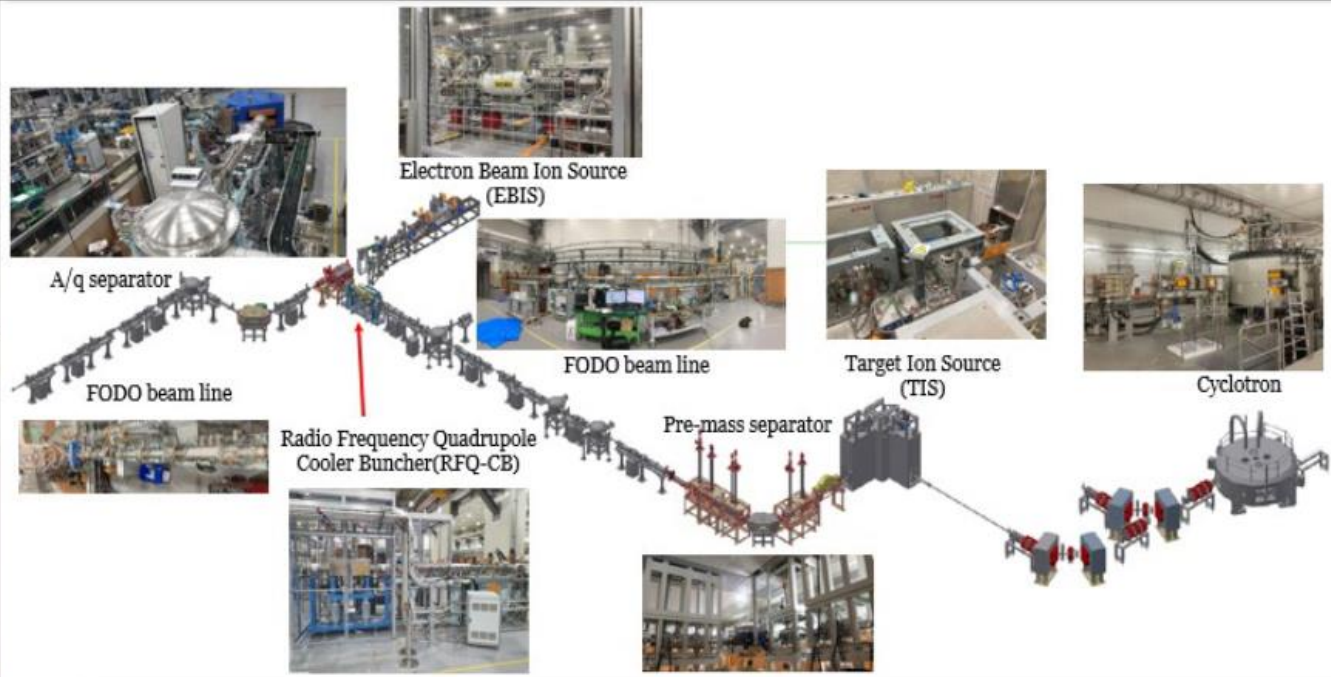 Electron Beam Ion Source
(EBIS)
A/q separator
FODO beam line
Target Ion Source
(TIS)
Cyclotron
FODO beam line
Pre-mass separator
Radio Frequency Quadrupole
Cooler Buncher(RFQ-CB)